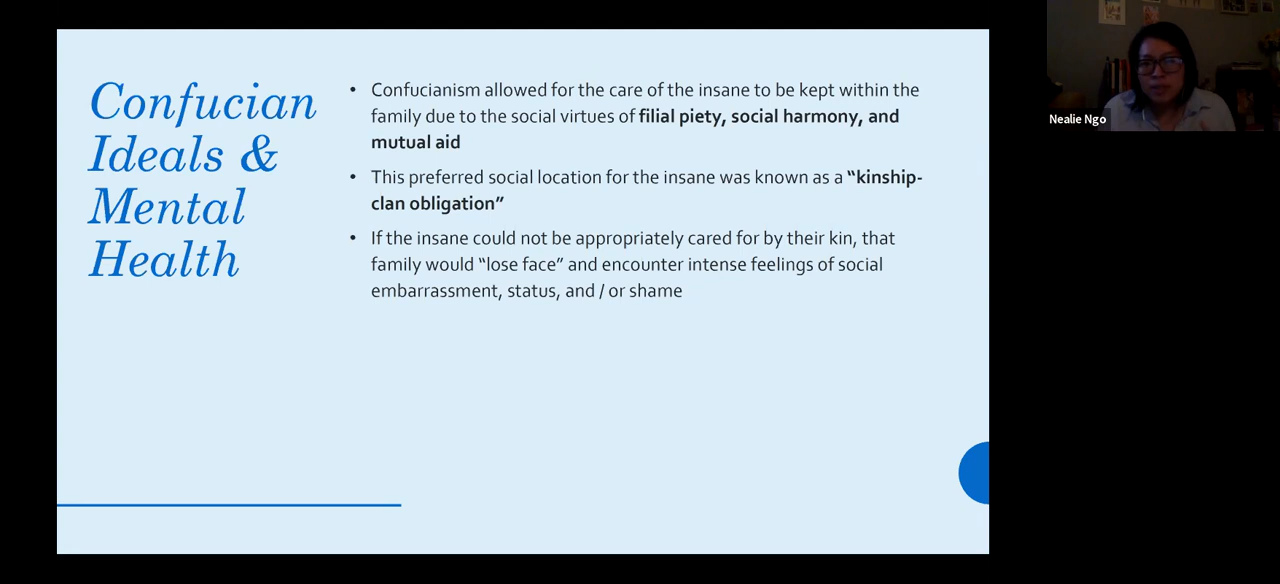 Confucian
Ideals &
Mental
Health
• Confucianism allowed for the care of the insane to be kept within the
family due to the social virtues of filial piety, social harmony, and
mutual aid
• This preferred social location for the insane was known as a “kinship-
clan obligation”
• If the insane could not be appropriately cared for by their kin, that
family would “lose face” and encounter intense feelings of social
embarrassment, status, and / or shame
Nealie Ngo